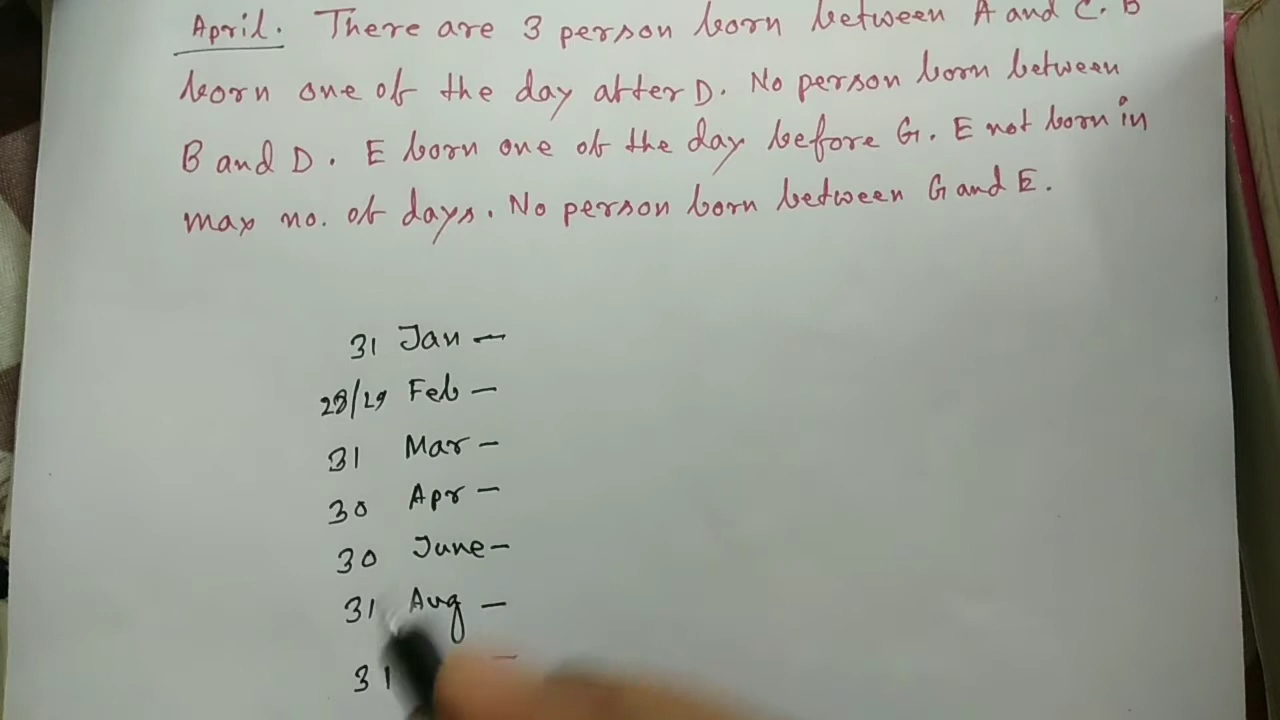 April. There are 3 person born between A and C. B
born one of the day after D. No person born between
B and D. E born one of the day before G. E not born in
max no. of days. No person born between G and E.
31 Jan -
28/29 Feb -
31 Mar -
30 Apr -
30 June -
31 Aug -
31 -